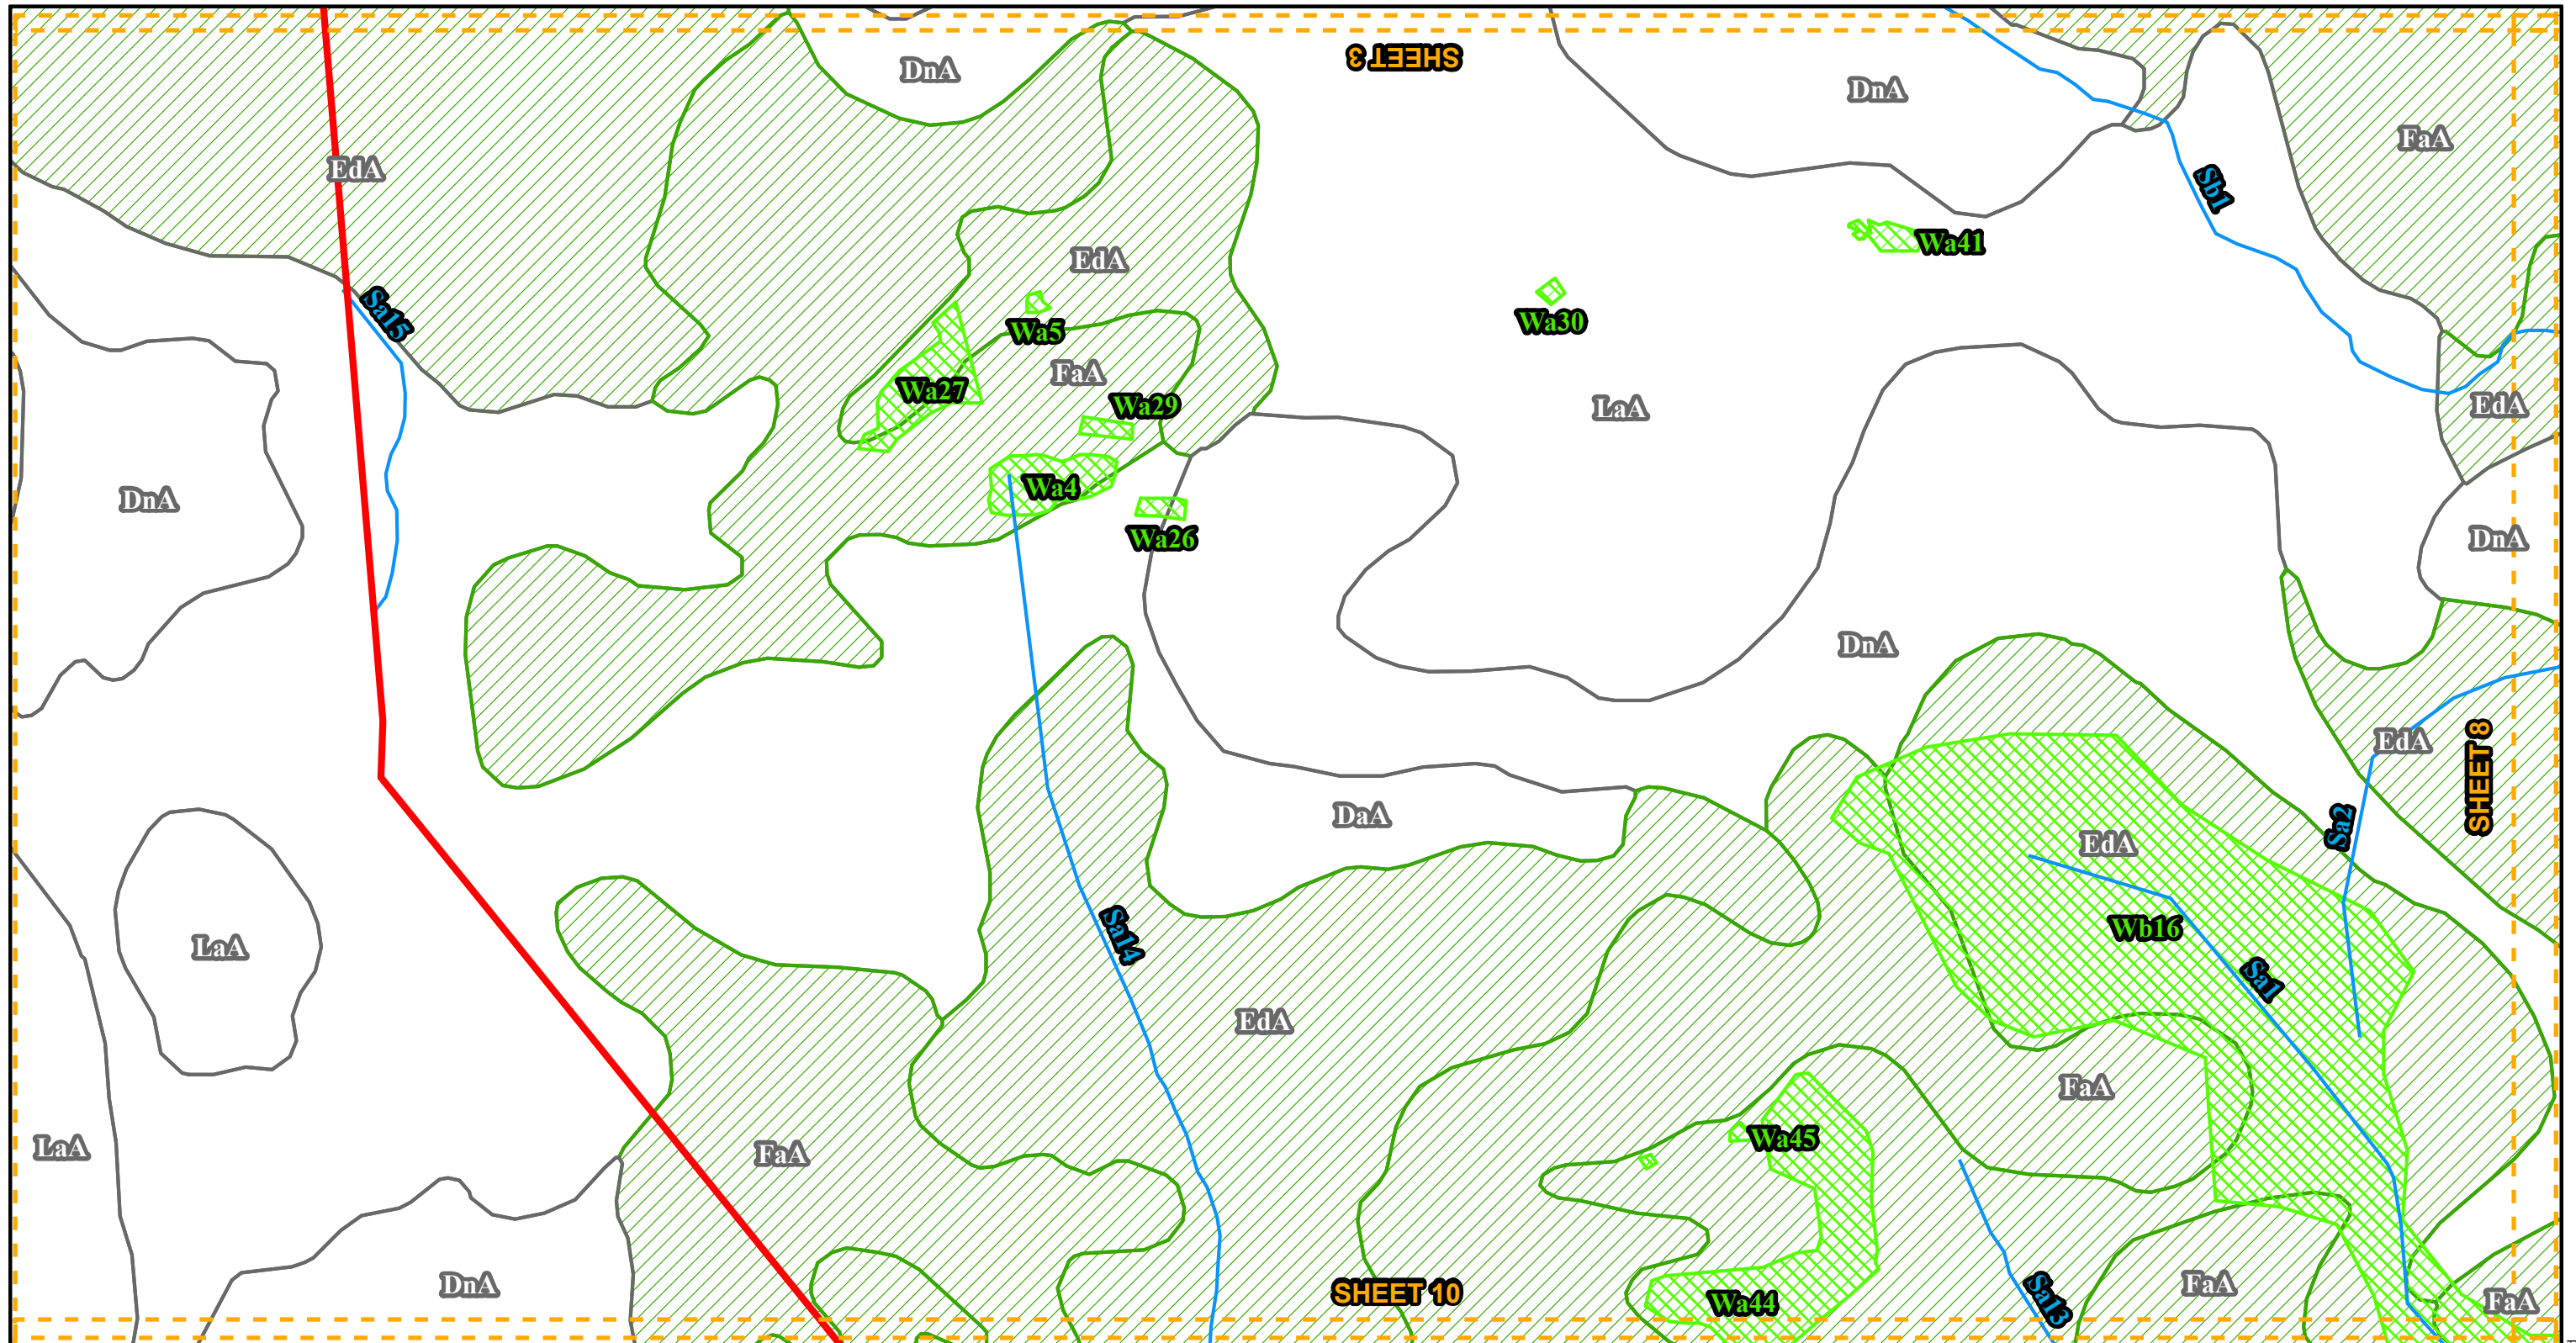 SHEET 3
DnA
DnA
FaA
EdA
Sb1
Wa41
EdA
Sa15
Wa5
Wa30
FaA
Wa27
Wa29
LaA
EdA
DnA
Wa4
Wa26
DnA
DnA
EdA
SHEET 8
DaA
Sa2
EdA
Wb16
LaA
Sa14
Sa1
EdA
FaA
LaA
FaA
Wa45
DnA
SHEET 10
Wa44
Sa13
FaA
FaA